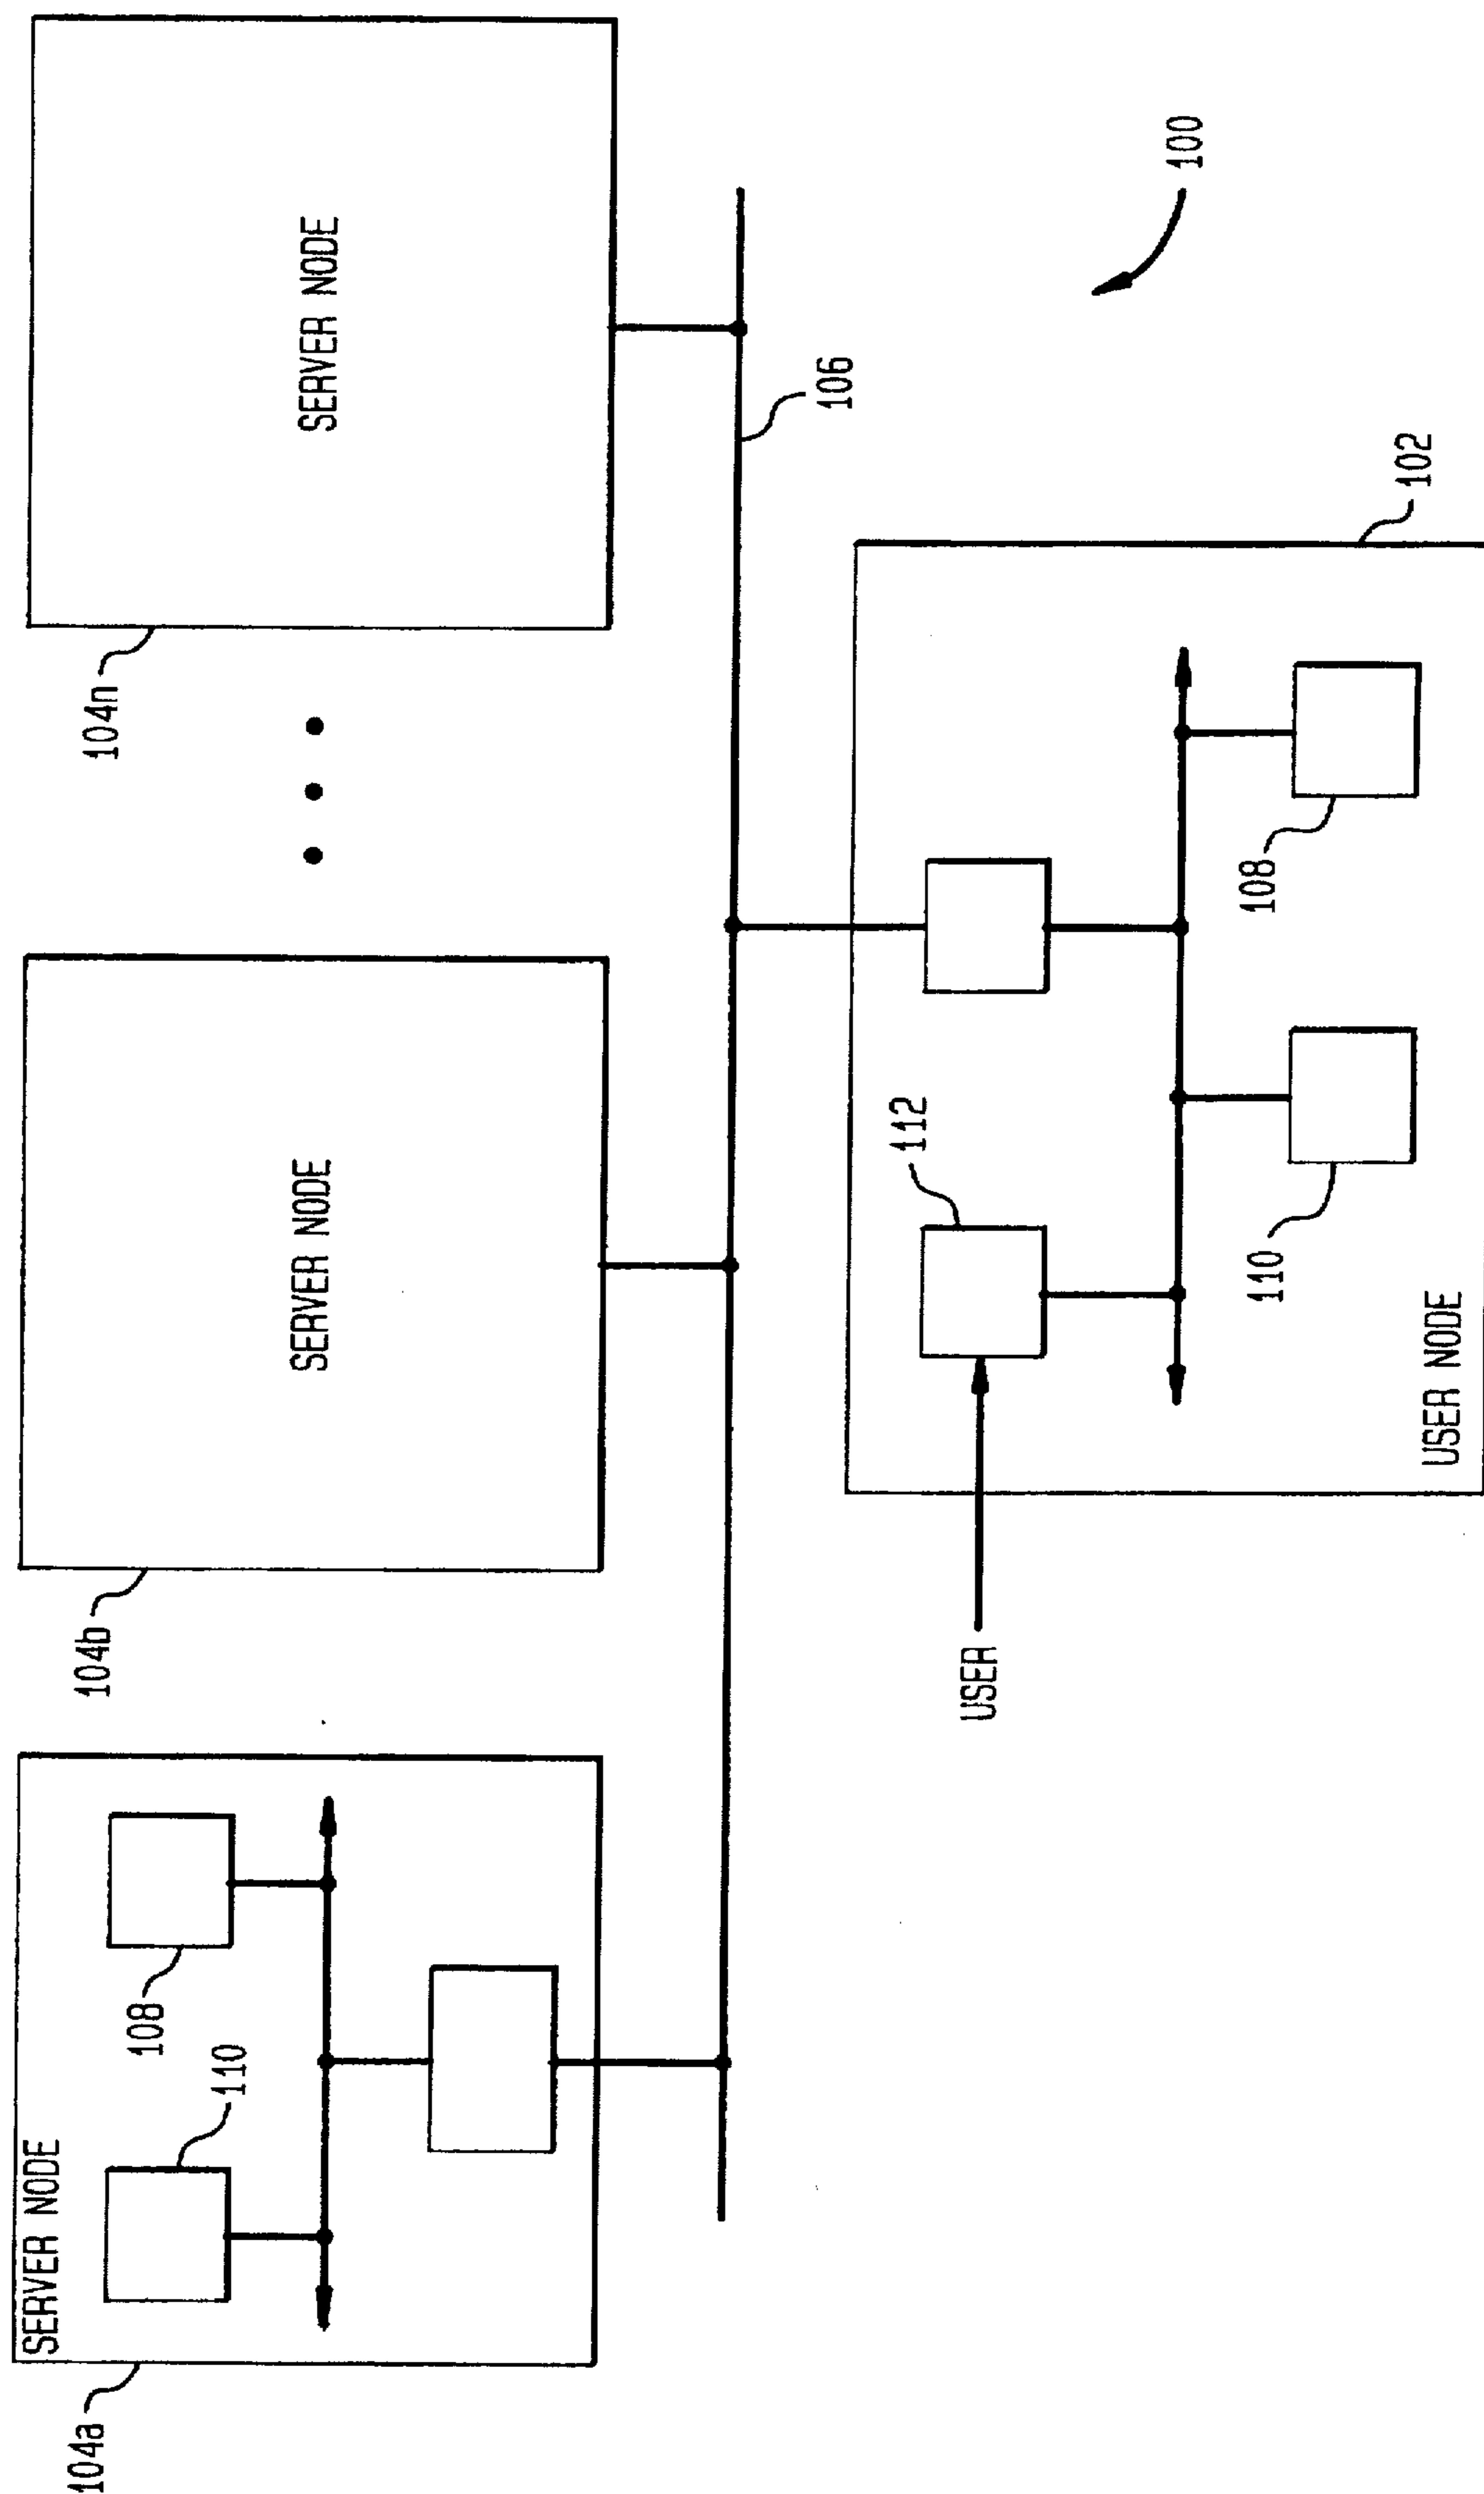 104a
SERVER NODE
110
108
104b
SERVER NODE
104n
SERVER NODE
106
100
USER
112
110
108
USER NODE
102